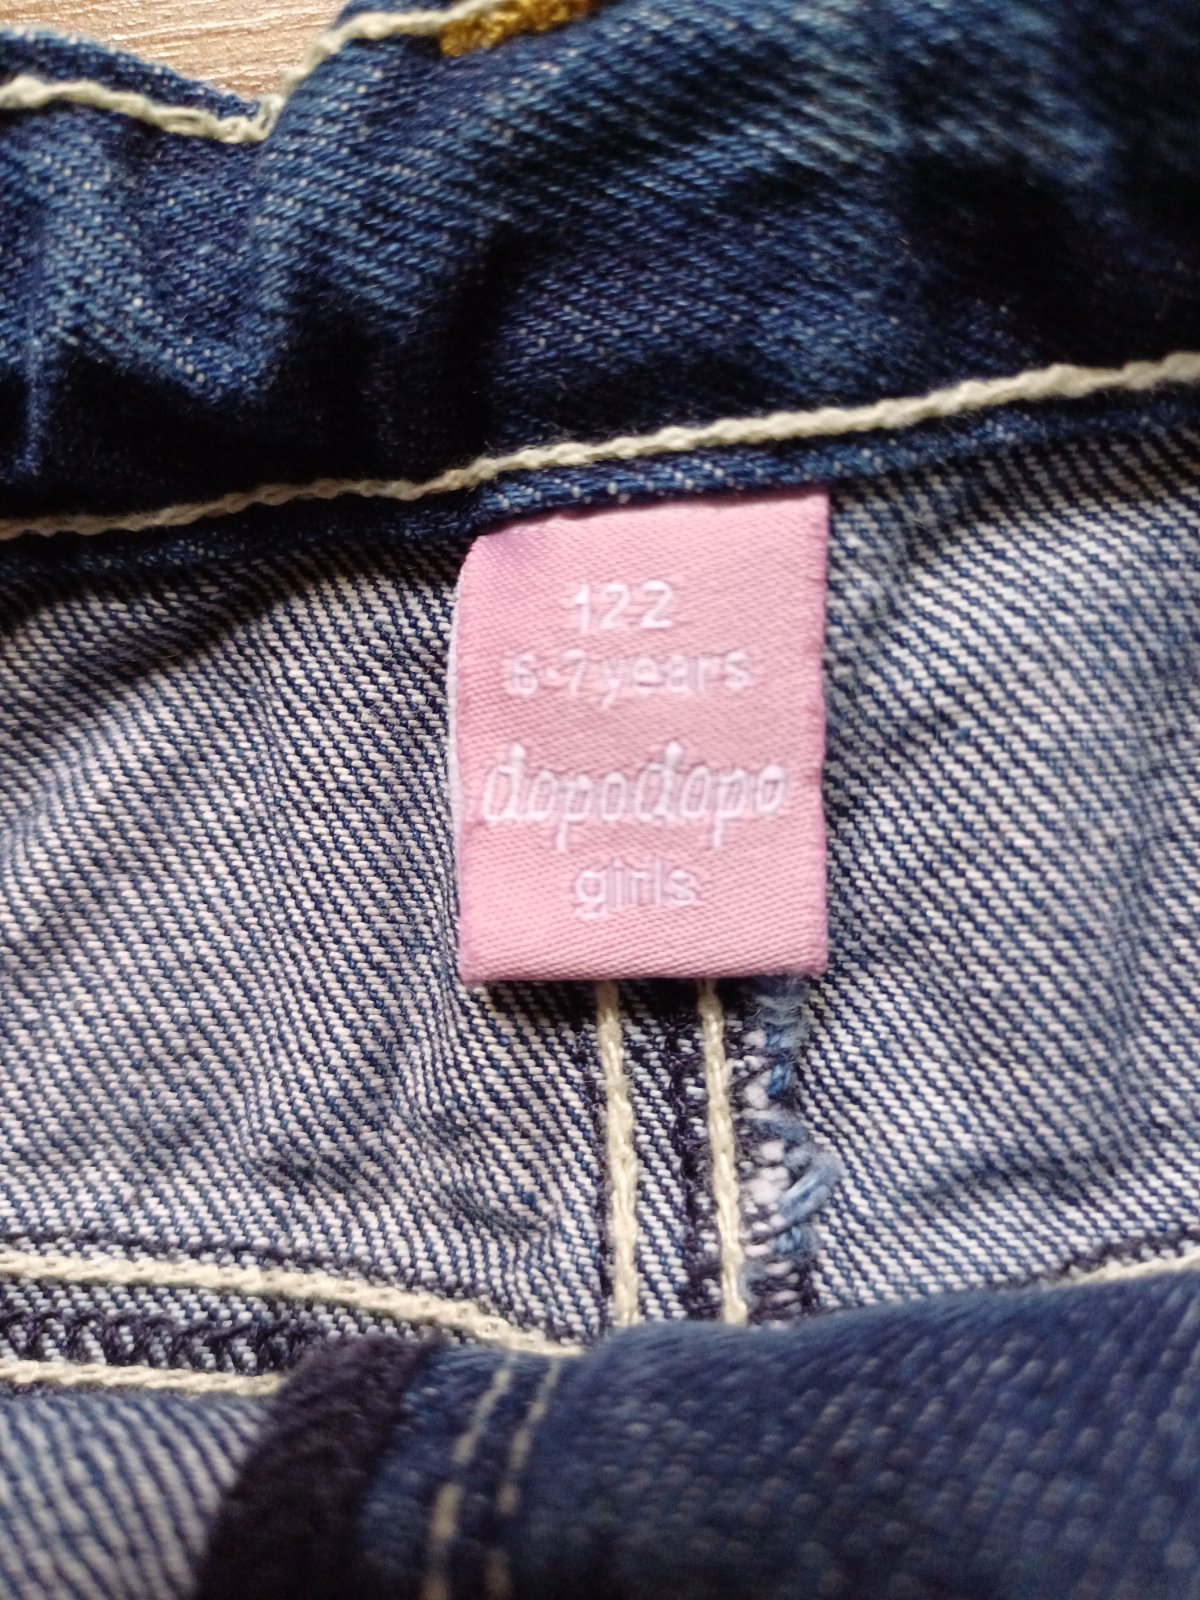 122
6-7 years
dopodopo
girls